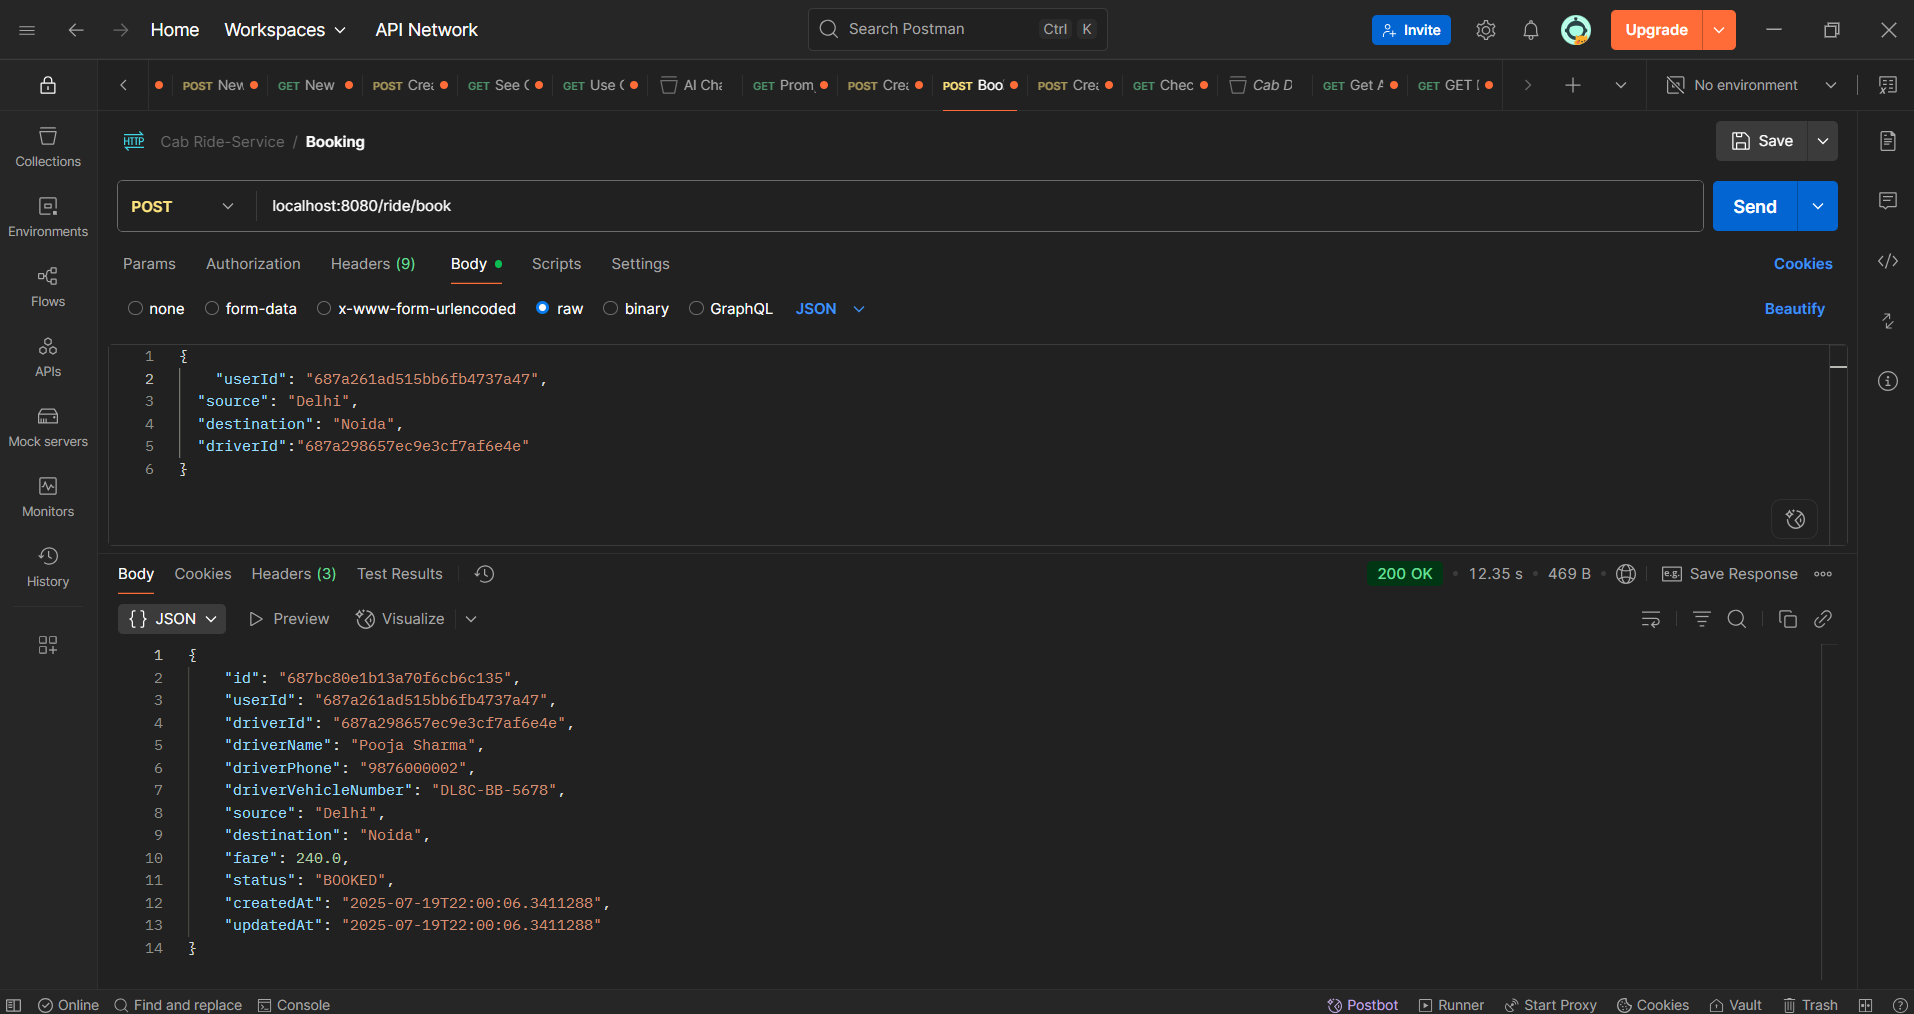 Home Workspaces API Network Search Postman Ctrl K Invite Upgrade
POST New GET New POST Crea GET See C GET Use C AI Cha GET Prom POST Crea POST Boo POST Crea GET Chec Cab D GET Get A GET GET No environment
HTTP Cab Ride-Service / Booking Save
Collections
Environments
Flows
APIs
Mock servers
Monitors
History
POST localhost:8080/ride/book Send
Params Authorization Headers (9) Body Scripts Settings Cookies
none form-data x-www-form-urlencoded raw binary GraphQL JSON Beautify
1 {
2 "userId": "687a261ad515bb6fb4737a47",
3 "source": "Delhi",
4 "destination": "Noida",
5 "driverId":"687a298657ec9e3cf7af6e4e"
6 }
Body Cookies Headers (3) Test Results 200 OK • 12.35 s • 469 B • e.g. Save Response
{} JSON Preview Visualize
1 {
2 "id": "687bc80e1b13a70f6cb6c135",
3 "userId": "687a261ad515bb6fb4737a47",
4 "driverId": "687a298657ec9e3cf7af6e4e",
5 "driverName": "Pooja Sharma",
6 "driverPhone": "9876000002",
7 "driverVehicleNumber": "DL8C-BB-5678",
8 "source": "Delhi",
9 "destination": "Noida",
10 "fare": 240.0,
11 "status": "BOOKED",
12 "createdAt": "2025-07-19T22:00:06.3411288",
13 "updatedAt": "2025-07-19T22:00:06.3411288"
14 }
Online Find and replace Console Postbot Runner Start Proxy Cookies Vault Trash